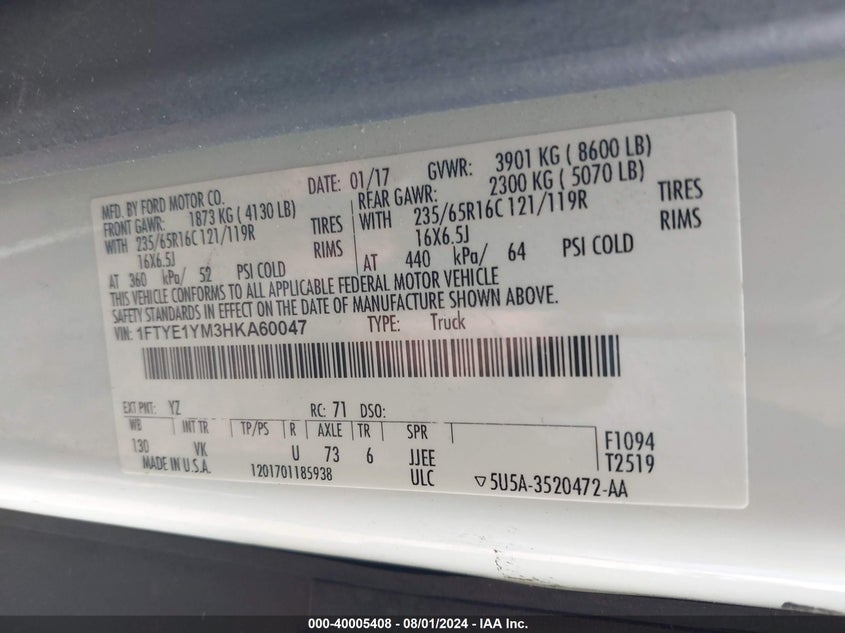 MFD. BY FORD MOTOR CO.
DATE: 01/17
GVWR: 3901 KG ( 8600 LB)
FRONT GAWR: 1873 KG ( 4130 LB)
REAR GAWR: 2300 KG ( 5070 LB)
WITH 235/65R16C 121/119R TIRES
WITH 235/65R16C 121/119R TIRES
16X6.5J RIMS
16X6.5J RIMS
AT 360 kPa/ 52 PSI COLD
AT 440 kPa/ 64 PSI COLD
THIS VEHICLE CONFORMS TO ALL APPLICABLE FEDERAL MOTOR VEHICLE
SAFETY STANDARDS IN EFFECT ON THE DATE OF MANUFACTURE SHOWN ABOVE.
VIN: 1FTYE1YM3HKA60047 TYPE: Truck
EXT PNT: YZ RC: 71 DSO:
WB INT TR TP/PS R AXLE TR SPR
130 VK U 73 6 JJEE F1094
MADE IN U.S.A. 1201701185938 ULC T2519
▽5U5A-3520472-AA
000-40005408 - 08/01/2024 - IAA Inc.